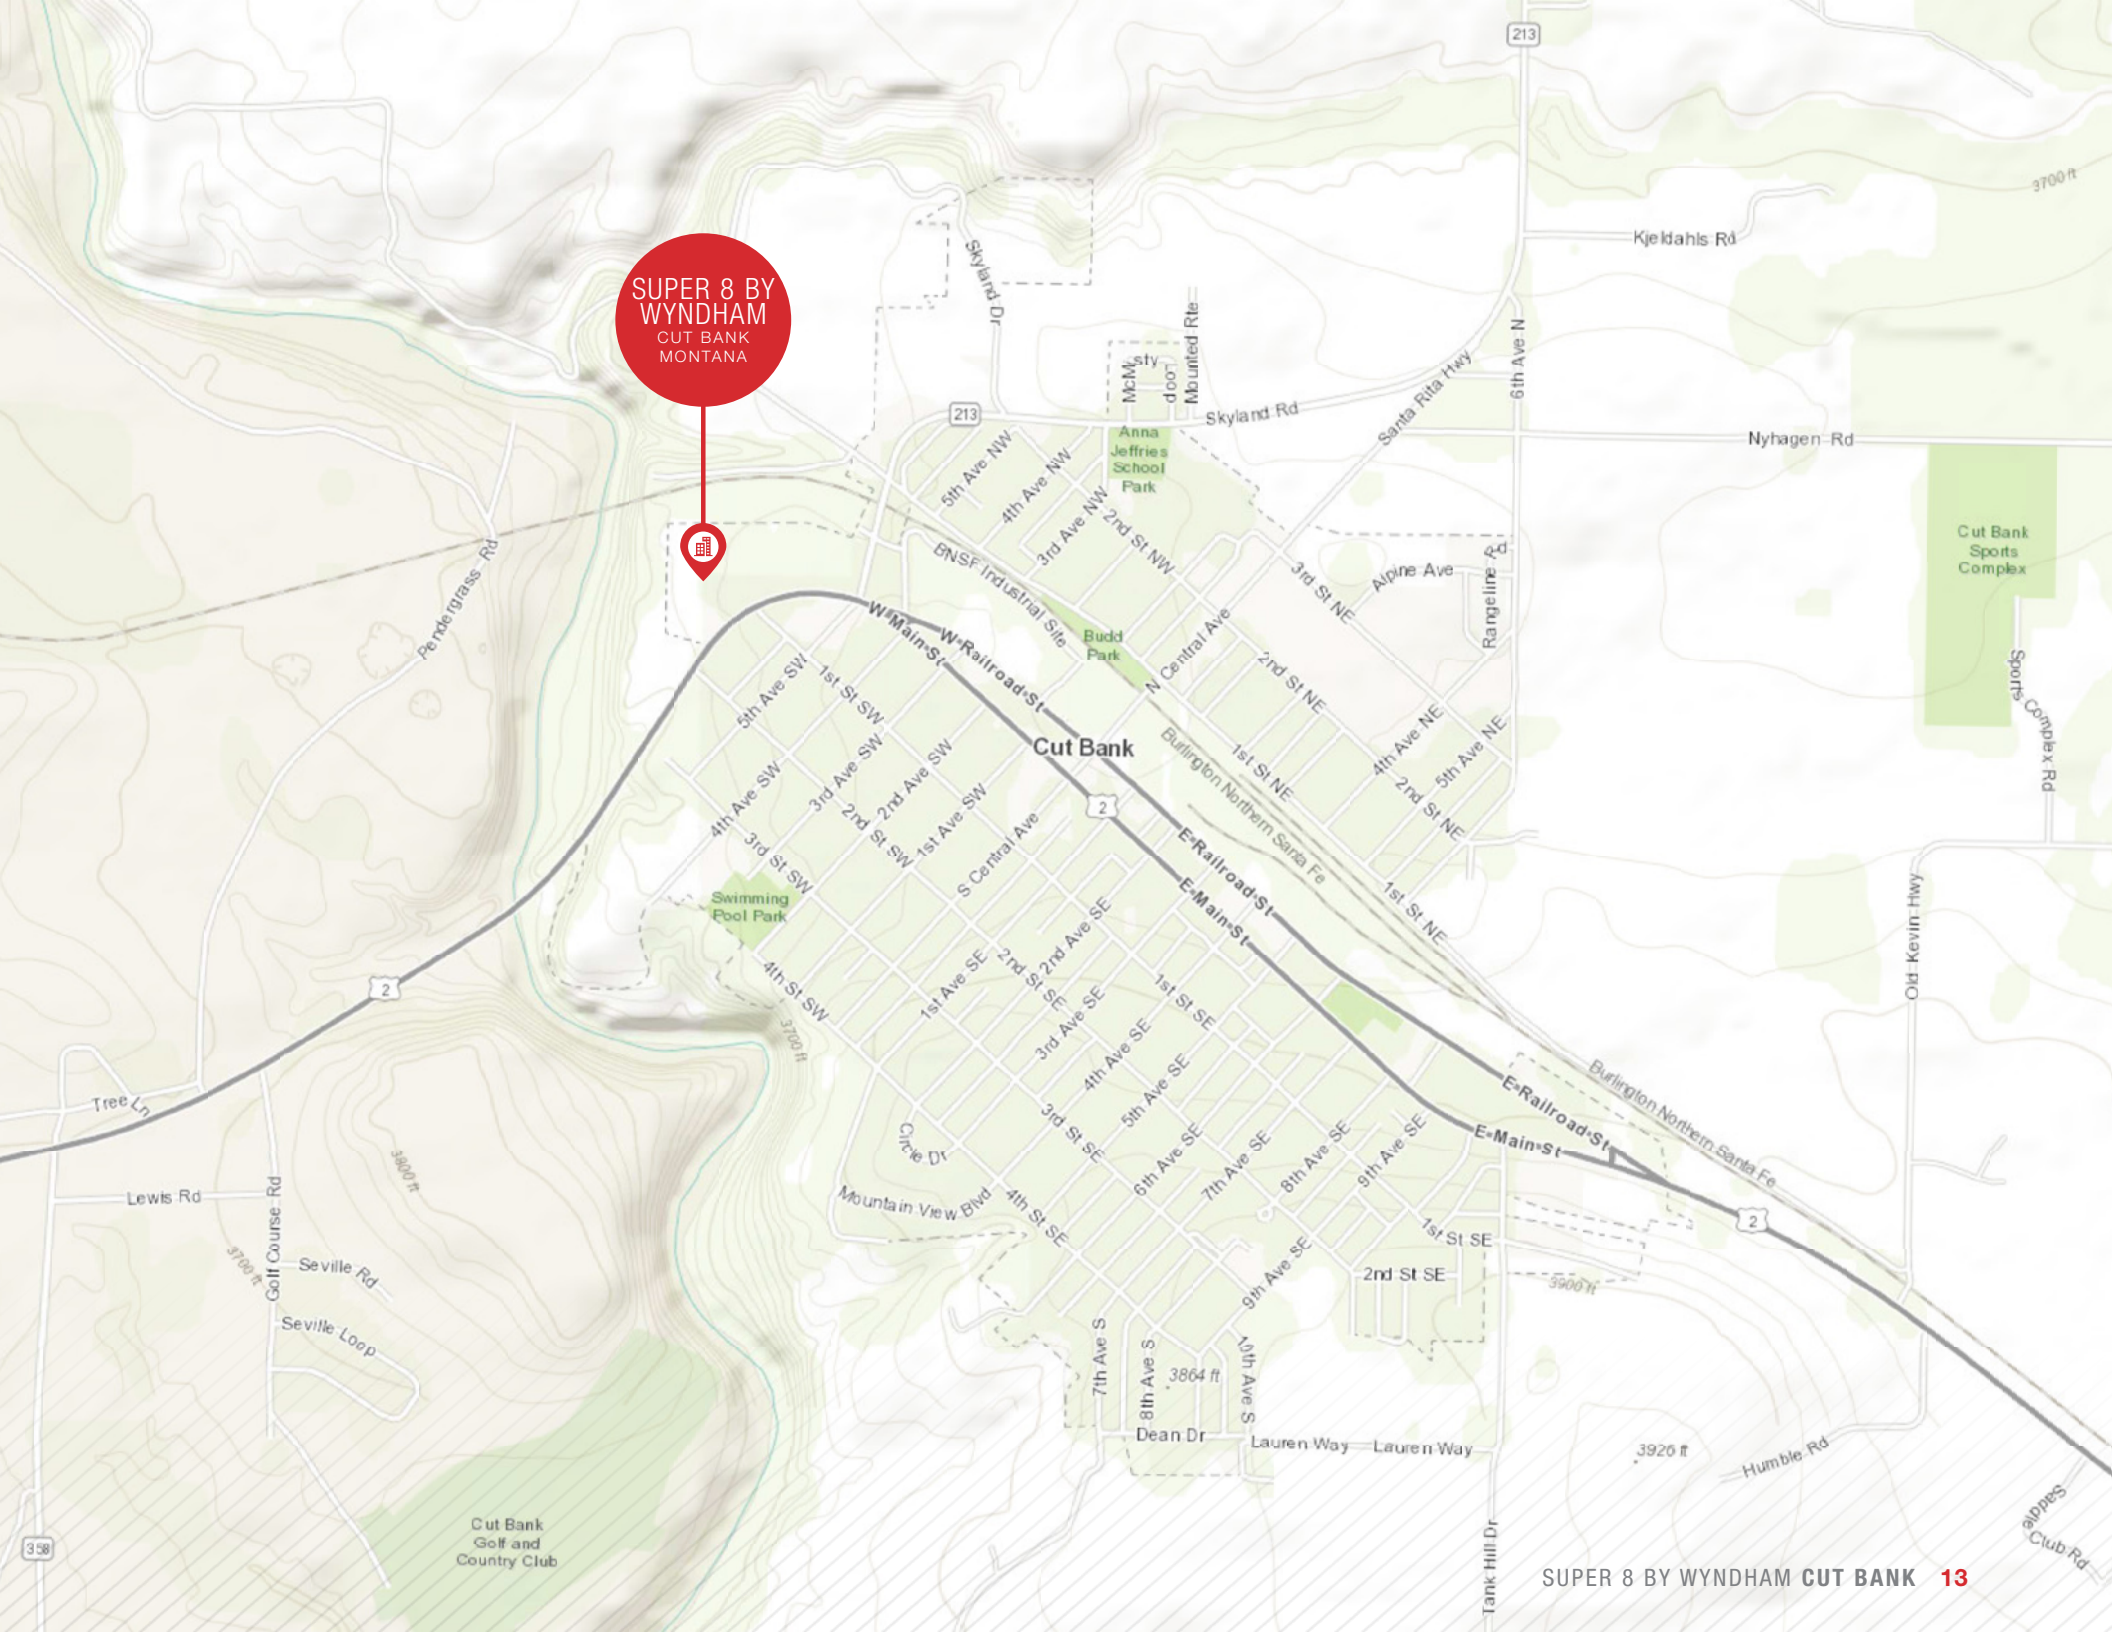 213
3700 ft
Kjeldahls Rd
Skyland Dr
SUPER 8 BY
WYNDHAM
CUT BANK
MONTANA
Mounted Rte
McM
sty
Loop
6th Ave N
Santa Rita Hwy
213
Skyland Rd
Nyhagen Rd
Anna
Jeffries
School
Park
5th Ave NW
4th Ave NW
3rd Ave NW
2nd St NW
Cut Bank
Sports
Complex
BNSF Industrial Site
3rd St NE
Alpine Ave
Rangeline Rd
Pendergrass Rd
W Main St
W Railroad St
Budd
Park
N Central Ave
2nd St NE
Sports Complex Rd
5th Ave SW
1st St SW
4th Ave NE
5th Ave NE
Cut Bank
Burlington Northern Santa Fe
1st St NE
2nd St NE
4th Ave SW
3rd Ave SW
2nd Ave SW
1st Ave SW
2
3rd St SW
2nd St SW
S Central Ave
E Railroad St
E Main St
1st St NE
Old Kevin Hwy
Swimming
Pool Park
2nd Ave SE
1st Ave SE
2nd St SE
1st St SE
4th St SW
2
3700 ft
3rd Ave SE
4th Ave SE
5th Ave SE
Tree Ln
Burlington Northern Santa Fe
E Railroad St
E Main St
3rd St SE
Circle Dr
3800 ft
6th Ave SE
7th Ave SE
8th Ave SE
9th Ave SE
Lewis Rd
Golf Course Rd
Mountain View Blvd
4th St SE
1st St SE
2
3700 ft
Seville Rd
9th Ave SE
2nd St SE
3900 ft
Seville Loop
7th Ave S
8th Ave S
3864 ft
Ave S
Dean Dr
Lauren Way
Lauren Way
3926 ft
Humble Rd
Cut Bank
Golf and
Country Club
358
Tank Hill Dr
Saddle
Club Rd
SUPER 8 BY WYNDHAM CUT BANK 13